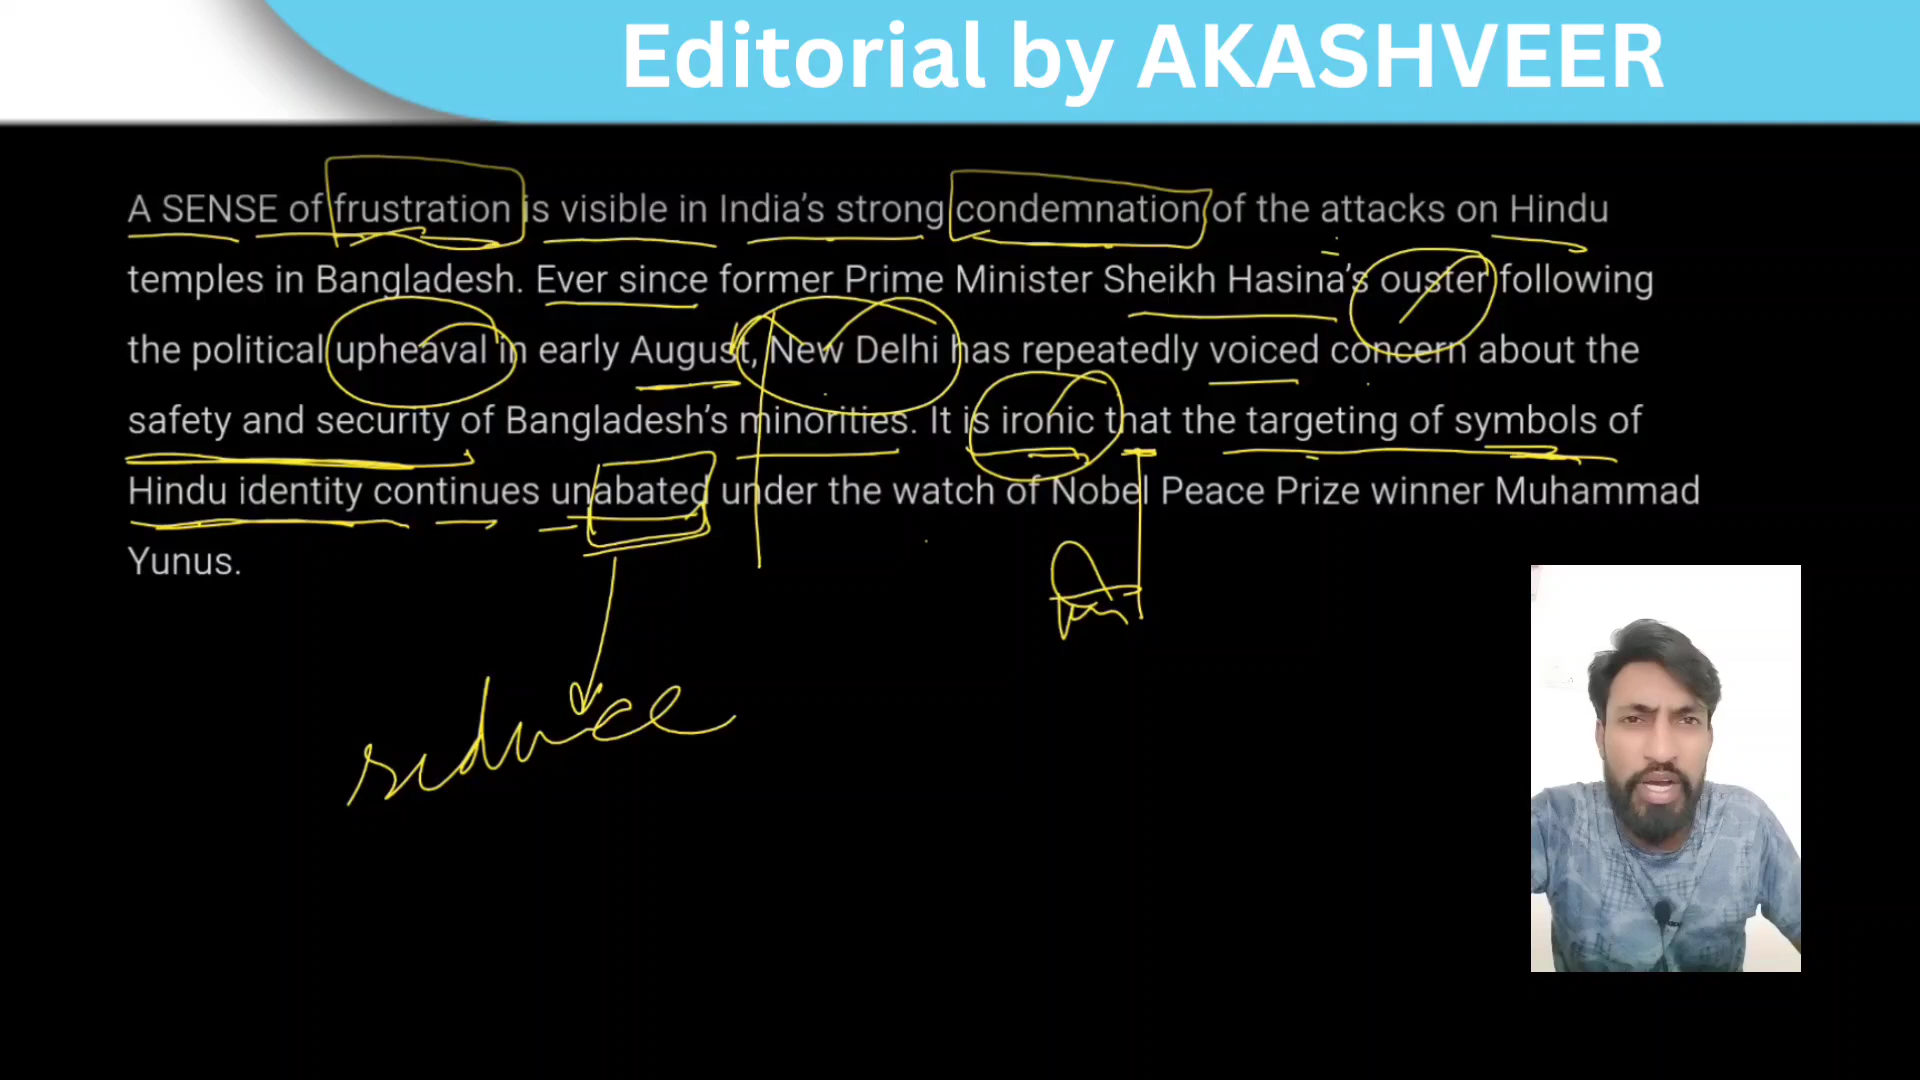 Editorial by AKASHVEER
A SENSE of frustration is visible in India’s strong condemnation of the attacks on Hindu
temples in Bangladesh. Ever since former Prime Minister Sheikh Hasina’s ouster following
the political upheaval in early August, New Delhi has repeatedly voiced concern about the
safety and security of Bangladesh’s minorities. It is ironic that the targeting of symbols of
Hindu identity continues unabated under the watch of Nobel Peace Prize winner Muhammad
Yunus.
reduce